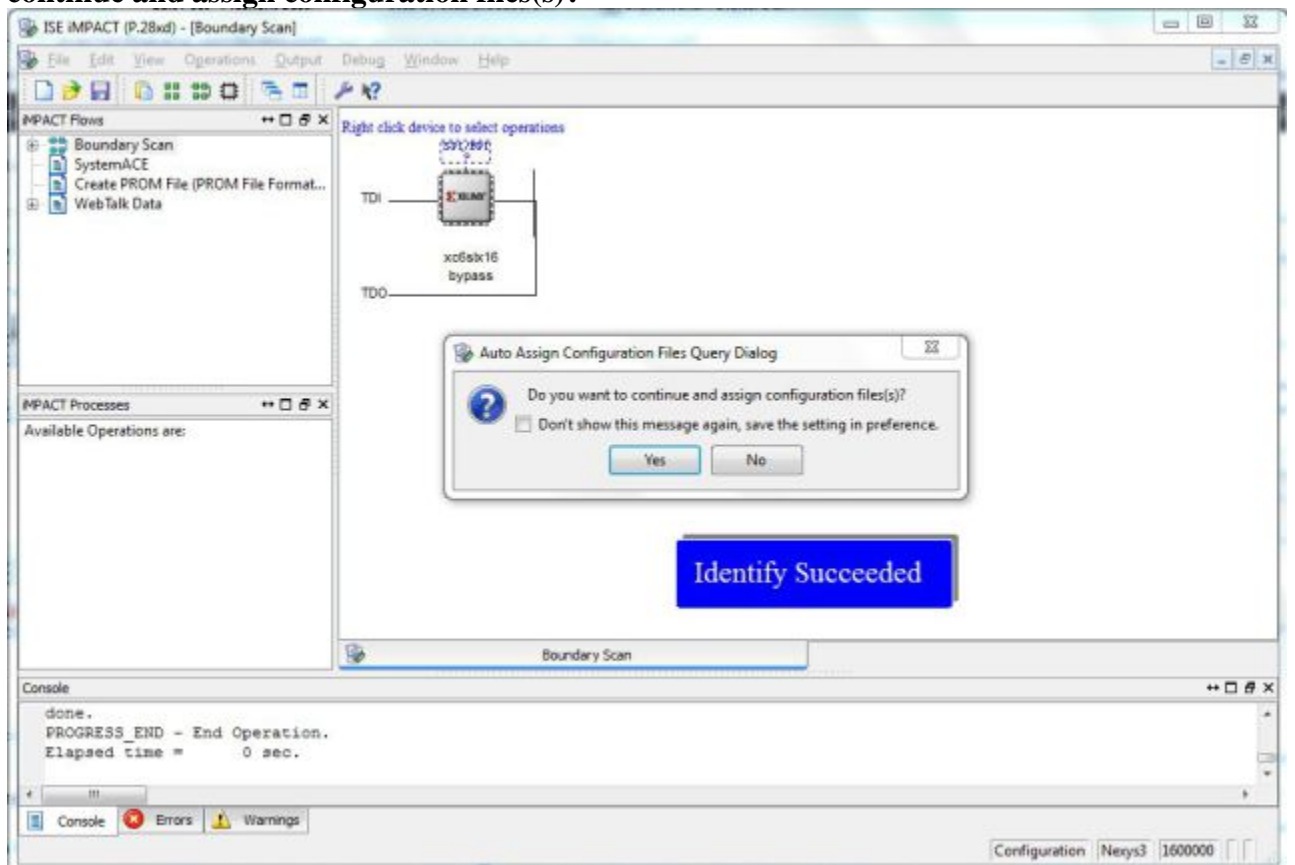 continue and assign configuration files(s)?
ISE iMPACT (P.28xd) - [Boundary Scan]
File Edit View Operations Output Debug Window Help
iMPACT Flows
Right click device to select operations
Boundary Scan
SystemACE
Create PROM File (PROM File Format...
WebTalk Data
TDI
XILINX
xc6slx16
bypass
TDO
Auto Assign Configuration Files Query Dialog
Do you want to continue and assign configuration files(s)?
Don't show this message again, save the setting in preference.
Yes No
iMPACT Processes
Available Operations are:
Identify Succeeded
Boundary Scan
Console
done.
PROGRESS_END - End Operation.
Elapsed time = 0 sec.
Console Errors Warnings
Configuration Nexys3 1600000